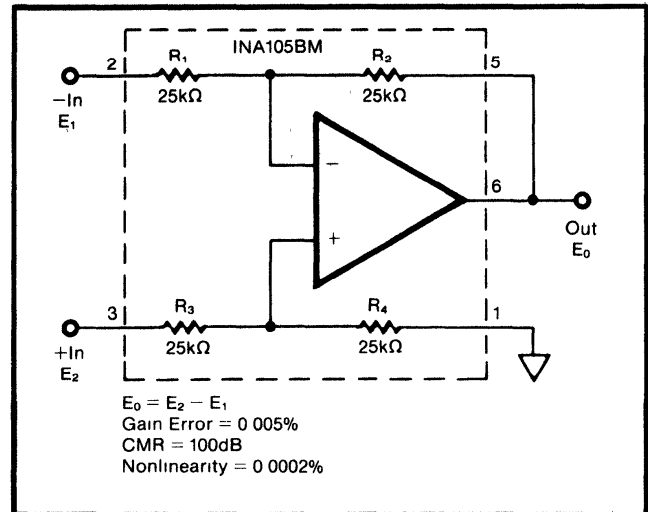 INA105BM
2 R₁ R₂ 5
25kΩ 25kΩ
−In
E₁
−
6
+
Out
E₀
3 R₃ R₄ 1
25kΩ 25kΩ
+In
E₂
E₀ = E₂ − E₁
Gain Error = 0 005%
CMR = 100dB
Nonlinearity = 0 0002%